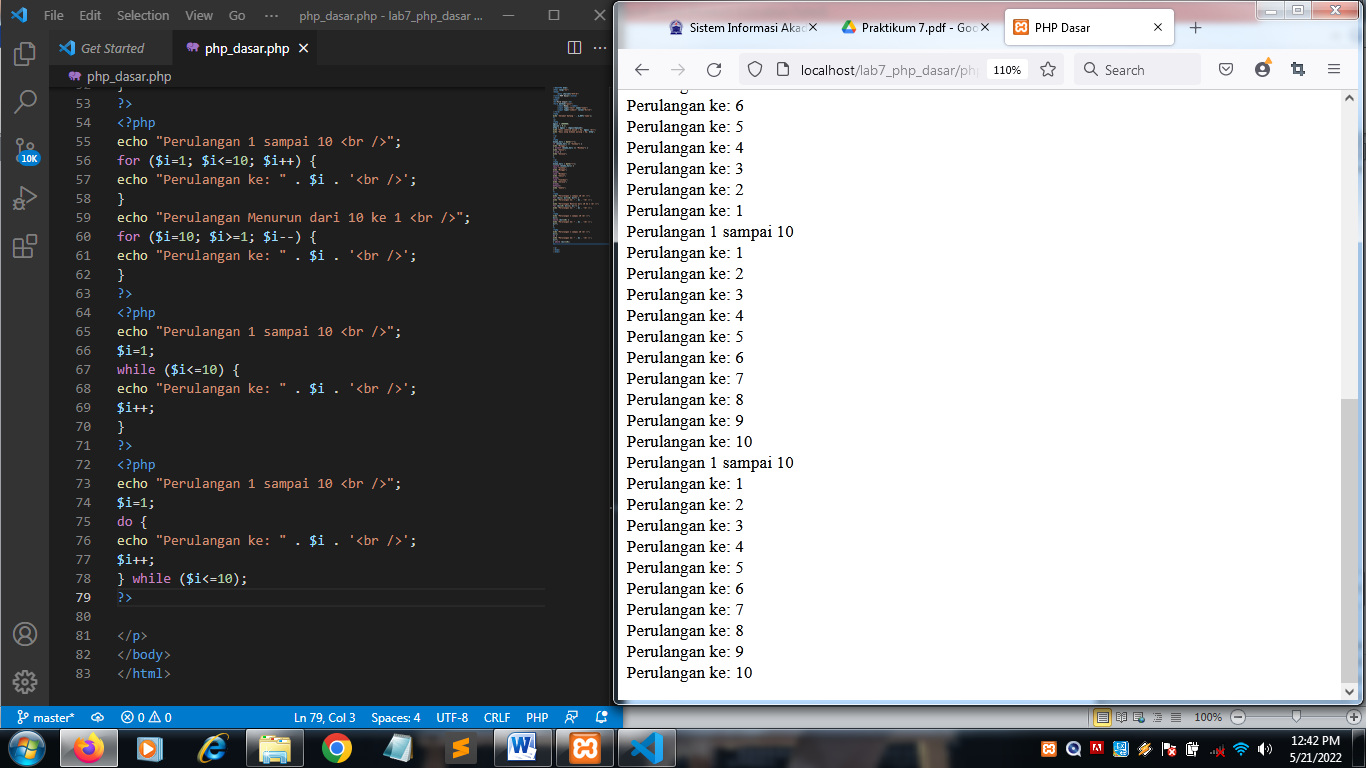 File Edit Selection View Go ··· php_dasar.php - lab7_php_dasar ...
Get Started php_dasar.php
php_dasar.php
53 ?>
54 <?php
55 echo "Perulangan 1 sampai 10 <br />";
56 for ($i=1; $i<=10; $i++) {
57 echo "Perulangan ke: " . $i . '<br />';
58 }
59 echo "Perulangan Menurun dari 10 ke 1 <br />";
60 for ($i=10; $i>=1; $i--) {
61 echo "Perulangan ke: " . $i . '<br />';
62 }
63 ?>
64 <?php
65 echo "Perulangan 1 sampai 10 <br />";
66 $i=1;
67 while ($i<=10) {
68 echo "Perulangan ke: " . $i . '<br />';
69 $i++;
70 }
71 ?>
72 <?php
73 echo "Perulangan 1 sampai 10 <br />";
74 $i=1;
75 do {
76 echo "Perulangan ke: " . $i . '<br />';
77 $i++;
78 } while ($i<=10);
79 ?>
80
81 </p>
82 </body>
83 </html>
10K
master* 0 0 Ln 79, Col 3 Spaces: 4 UTF-8 CRLF PHP
Sistem Informasi Akad Praktikum 7.pdf - Goo PHP Dasar
localhost/lab7_php_dasar/php 110% Search
Perulangan ke: 6
Perulangan ke: 5
Perulangan ke: 4
Perulangan ke: 3
Perulangan ke: 2
Perulangan ke: 1
Perulangan 1 sampai 10
Perulangan ke: 1
Perulangan ke: 2
Perulangan ke: 3
Perulangan ke: 4
Perulangan ke: 5
Perulangan ke: 6
Perulangan ke: 7
Perulangan ke: 8
Perulangan ke: 9
Perulangan ke: 10
Perulangan 1 sampai 10
Perulangan ke: 1
Perulangan ke: 2
Perulangan ke: 3
Perulangan ke: 4
Perulangan ke: 5
Perulangan ke: 6
Perulangan ke: 7
Perulangan ke: 8
Perulangan ke: 9
Perulangan ke: 10
100%
12:42 PM
5/21/2022